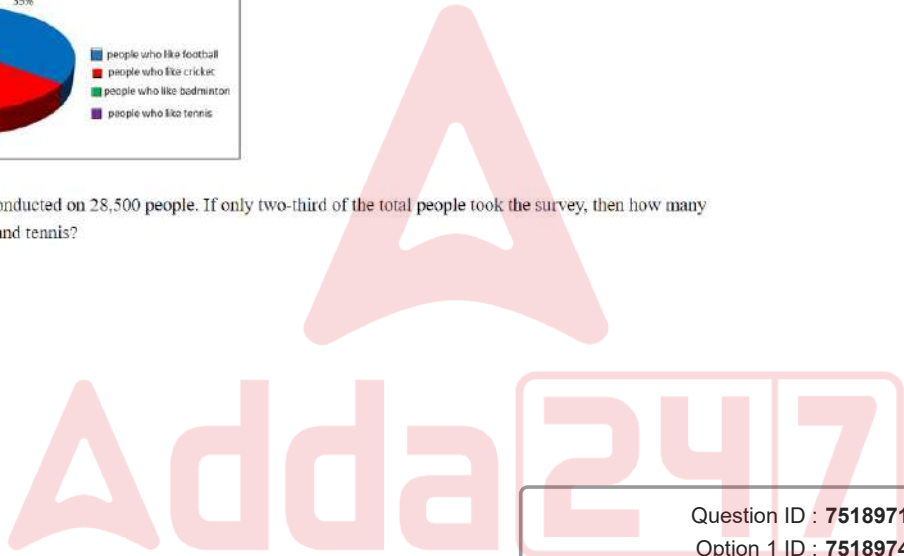 35%
people who like football
people who like cricket
people who like badminton
people who like tennis
onducted on 28,500 people. If only two-third of the total people took the survey, then how many
and tennis?
Adda247
Question ID : 7518971
Option 1 ID : 7518974